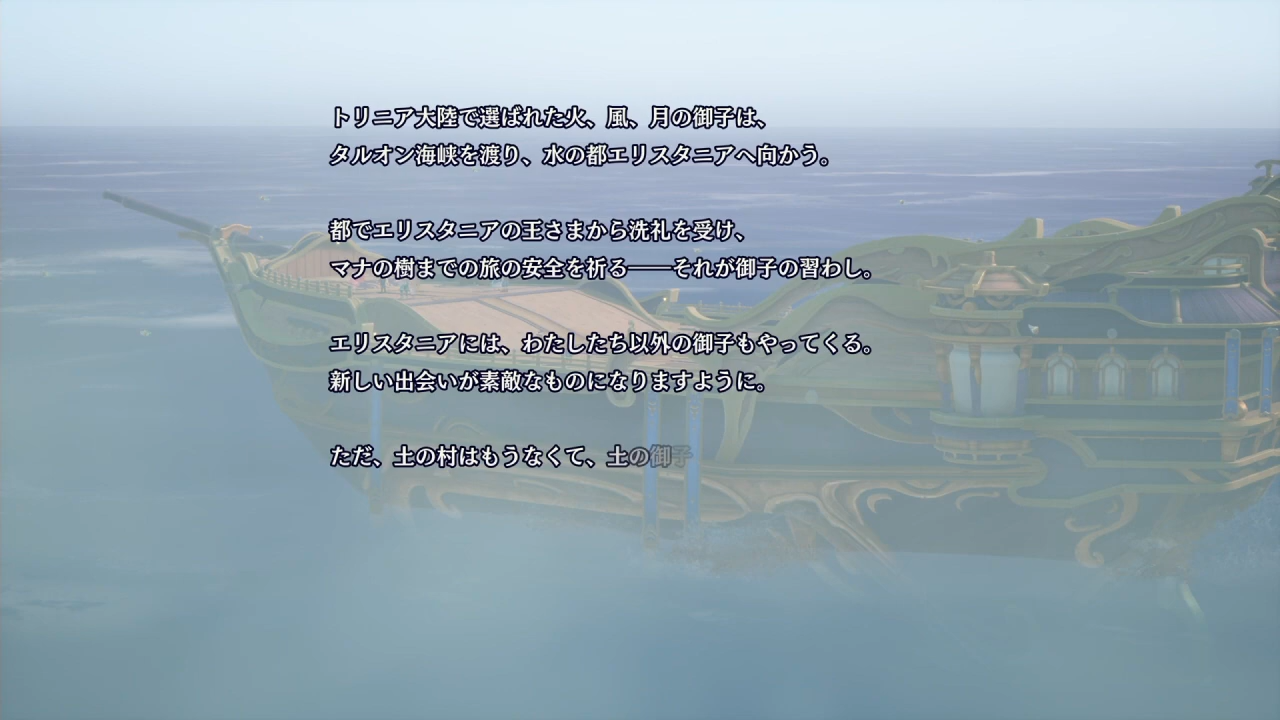 トリニア大陸で選ばれた火、風、月の御子は、
タルオン海峡を渡り、水の都エリスタニアへ向かう。
都でエリスタニアの王さまから洗礼を受け、
マナの樹までの旅の安全を祈る――それが御子の習わし。
エリスタニアには、わたしたち以外の御子もやってくる。
新しい出会いが素敵なものになりますように。
ただ、土の村はもうなくて、土の御子